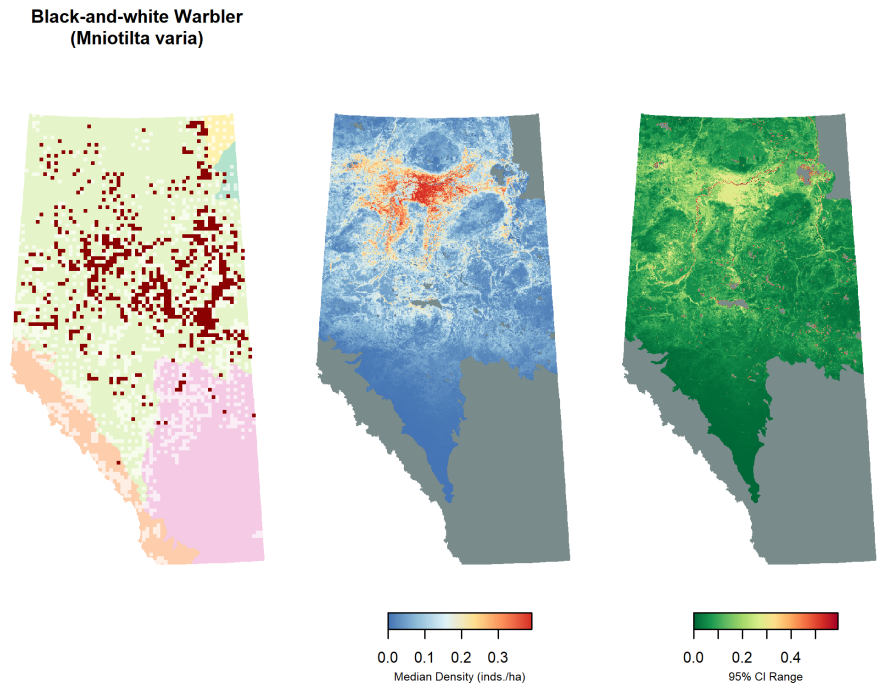 Black-and-white Warbler
(Mniotilta varia)
0.0 0.1 0.2 0.3
Median Density (inds./ha)
0.0 0.2 0.4
95% CI Range